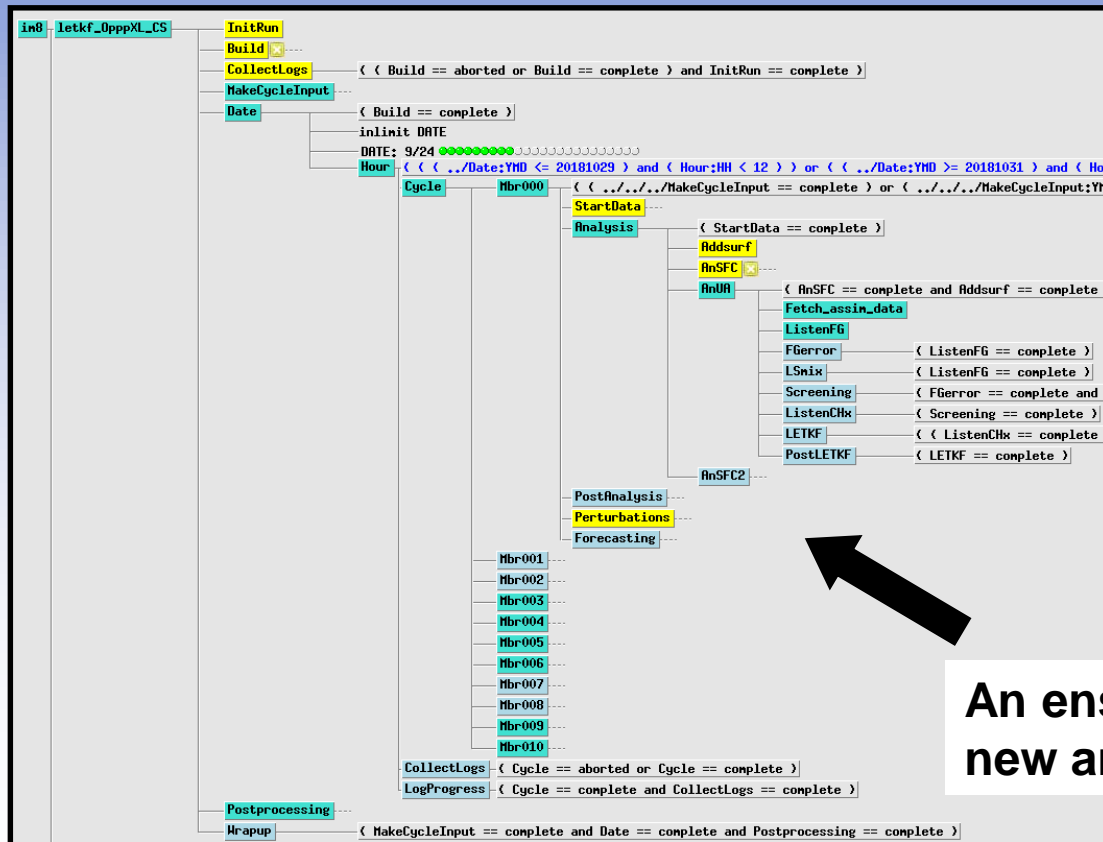 im8 letkf_OpppXL_CS InitRun
Build
CollectLogs ( ( Build == aborted or Build == complete ) and InitRun == complete )
MakeCycleInput
Date ( Build == complete )
inlimit DATE
DATE: 9/24
Hour ( ( ( ../Date:YMD <= 20181029 ) and ( Hour:HH < 12 ) ) or ( ( ../Date:YMD >= 20181031 ) and ( Ho
Cycle Mbr000 ( ( ../../../MakeCycleInput == complete ) or ( ../../../MakeCycleInput:YM
StartData
Analysis ( StartData == complete )
Addsurf
AnSFC
AnUA ( AnSFC == complete and Addsurf == complete
Fetch_assim_data
ListenFG
FGerror ( ListenFG == complete )
LSmix ( ListenFG == complete )
Screening ( FGerror == complete and
ListenCHx ( Screening == complete )
LETKF ( ( ListenCHx == complete
PostLETKF ( LETKF == complete )
AnSFC2
PostAnalysis
Perturbations
Forecasting
Mbr001
Mbr002
Mbr003
Mbr004
Mbr005
Mbr006
Mbr007
Mbr008
Mbr009
Mbr010
An ens
new a
CollectLogs ( Cycle == aborted or Cycle == complete )
LogProgress ( Cycle == complete and CollectLogs == complete )
Postprocessing
Wrapup ( MakeCycleInput == complete and Date == complete and Postprocessing == complete )